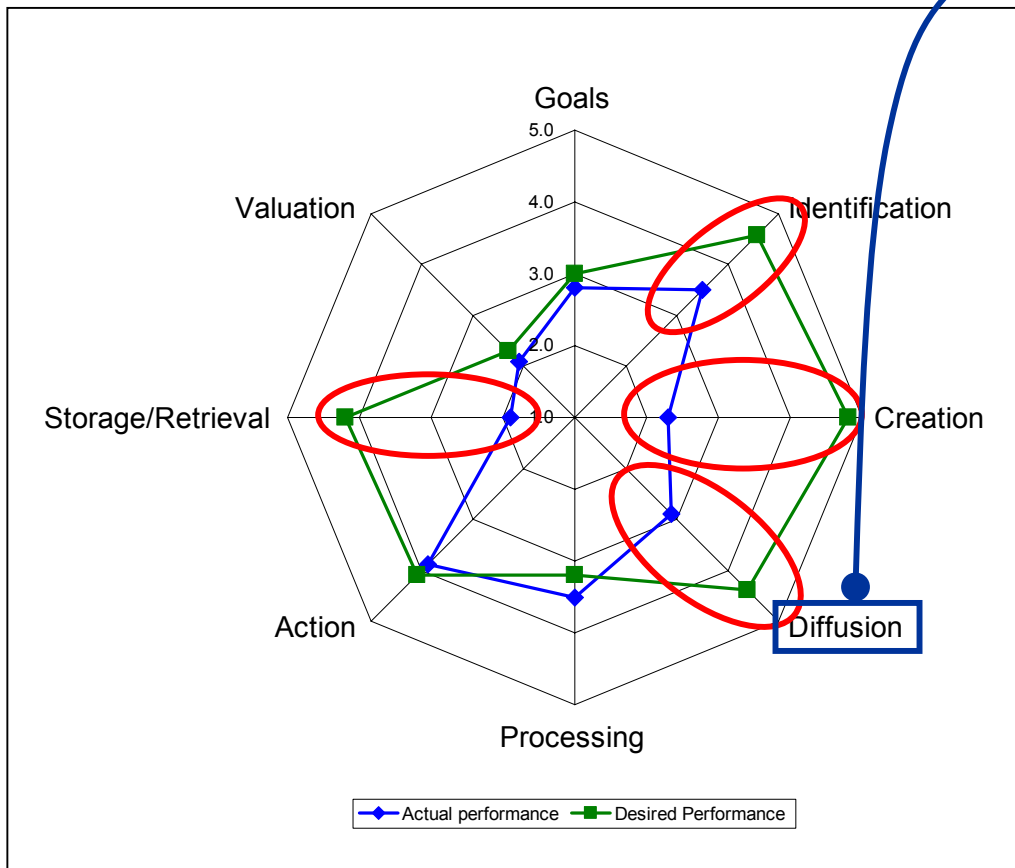 Goals
5.0
Valuation
Identification
4.0
3.0
2.0
Storage/Retrieval
1.0
Creation
Action
Diffusion
Processing
Actual performance
Desired Performance